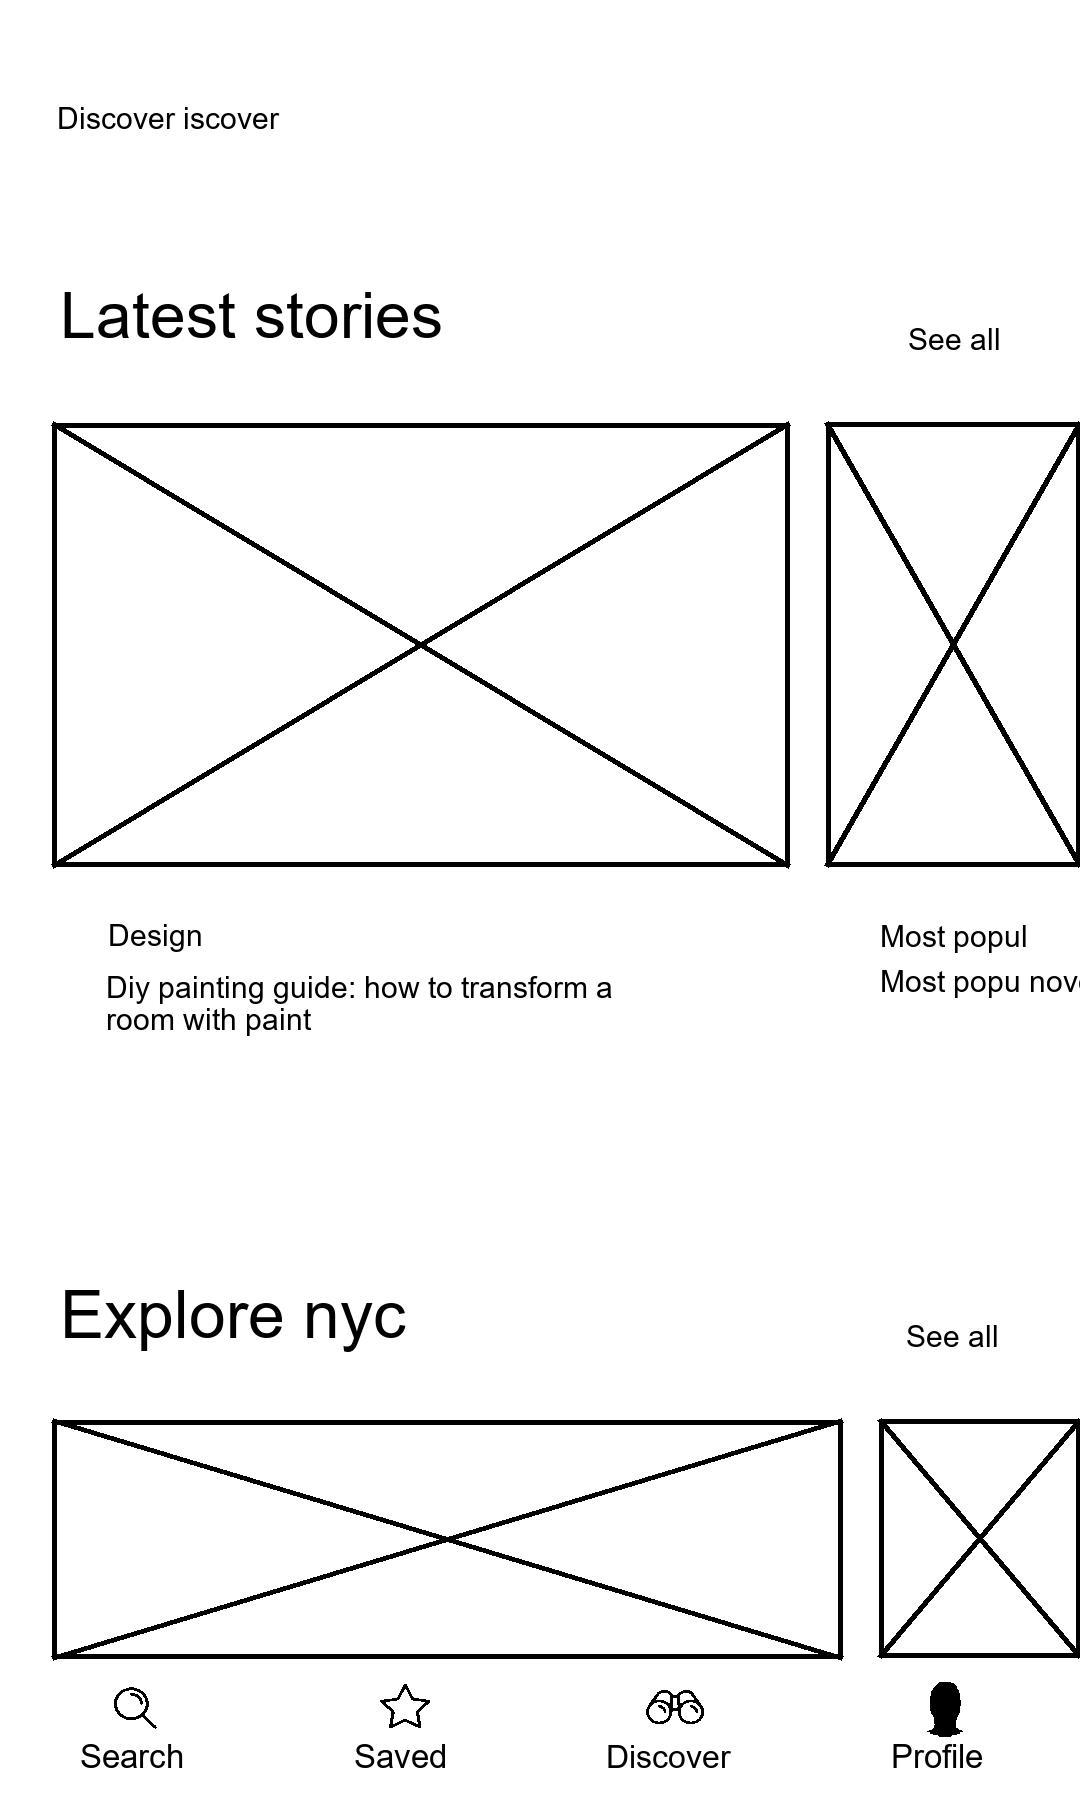 Discover iscover
Latest stories
See all
Design
Diy painting guide: how to transform a
room with paint
Most popul
Most popu
Explore nyc
See all
Search
Saved
Discover
Profile